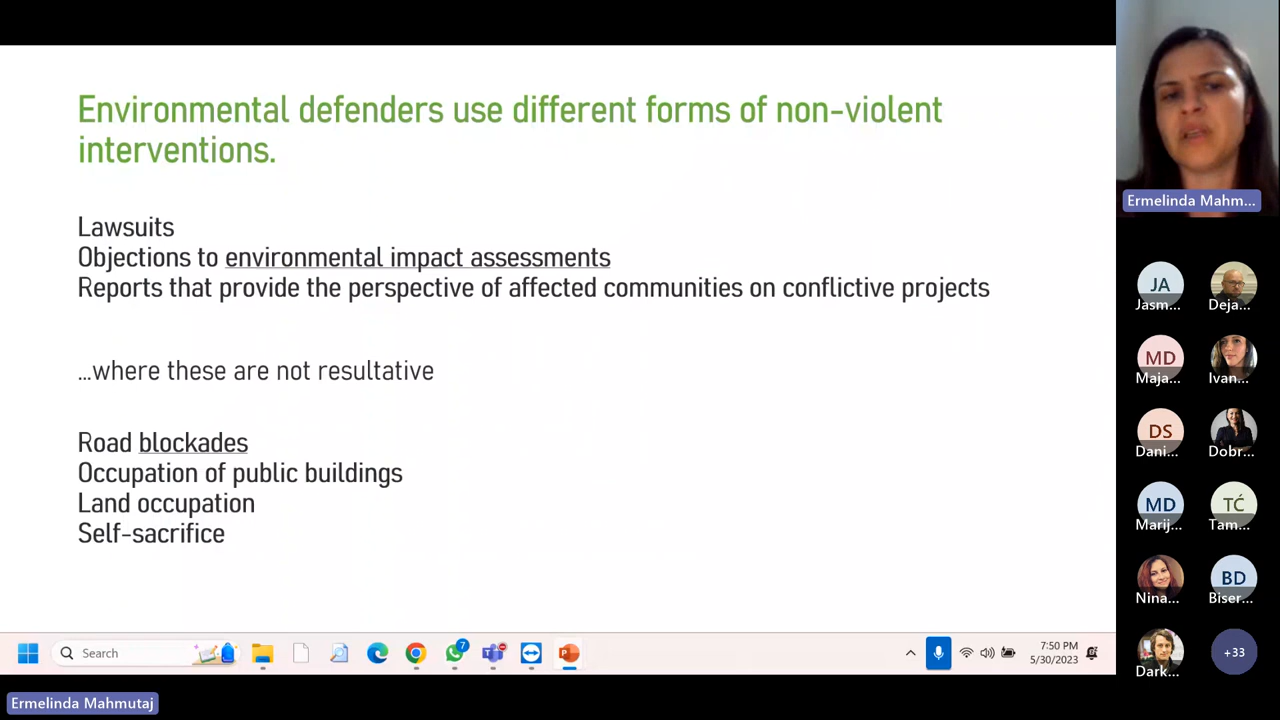 Environmental defenders use different forms of non-violent
interventions.
Lawsuits
Objections to environmental impact assessments
Reports that provide the perspective of affected communities on conflictive projects
...where these are not resultative
Road blockades
Occupation of public buildings
Land occupation
Self-sacrifice
Ermelinda Mahm...
JA
Jasm...
Deja...
MD
Maja...
Ivan...
DS
Dani...
Dobr...
MD
Marij...
TĆ
Tam...
Nina...
BD
Biser...
Dark...
+33
Search
7
7:50 PM
5/30/2023
Ermelinda Mahmutaj